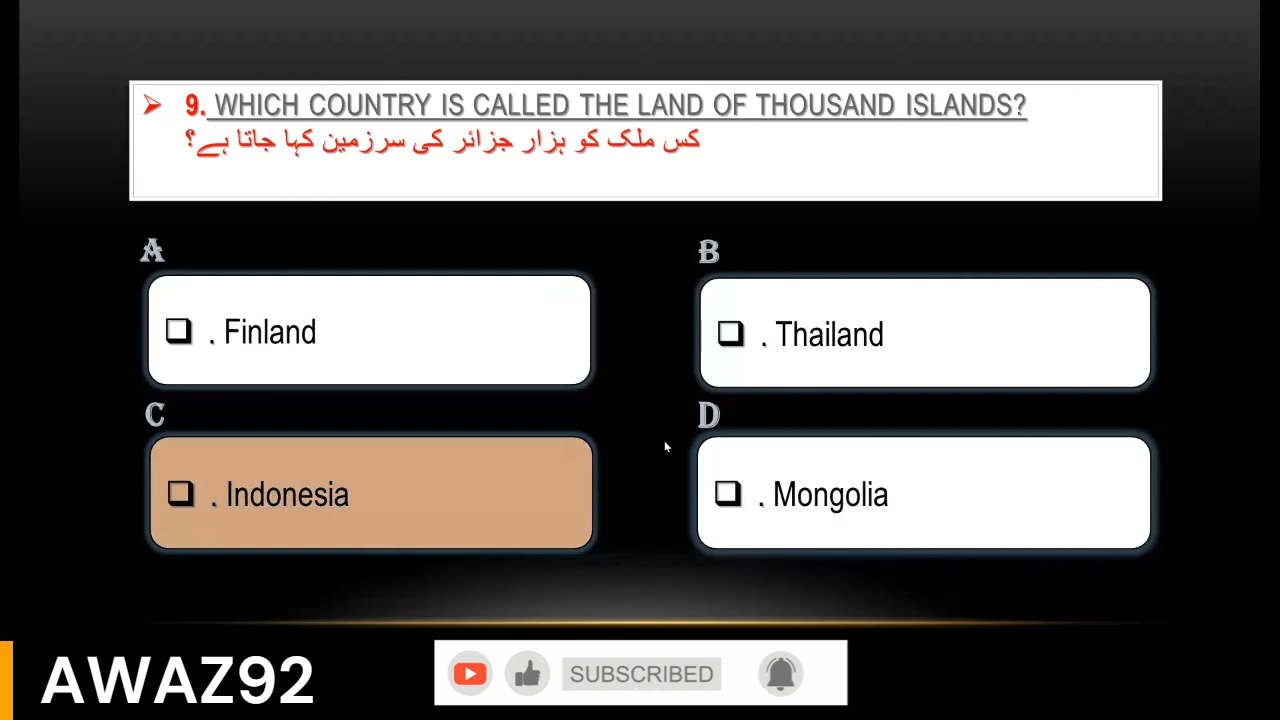 9. WHICH COUNTRY IS CALLED THE LAND OF THOUSAND ISLANDS?
کس ملک کو ہزار جزائر کی سرزمین کہا جاتا ہے؟
A
. Finland
B
. Thailand
C
. Indonesia
D
. Mongolia
AWAZ92
SUBSCRIBED